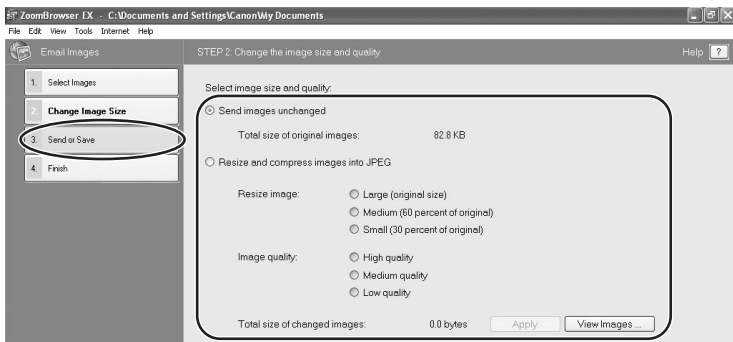 ZoomBrowser EX - C:\Documents and Settings\Canon\My Documents
File Edit View Tools Internet Help
Email Images
STEP 2: Change the image size and quality
Help ?
1. Select Images
2. Change Image Size
3. Send or Save
4. Finish
Select image size and quality:
Send images unchanged
Total size of original images: 82.8 KB
Resize and compress images into JPEG
Resize image: Large (original size)
Medium (60 percent of original)
Small (30 percent of original)
Image quality: High quality
Medium quality
Low quality
Total size of changed images: 0.0 bytes Apply View Images ...